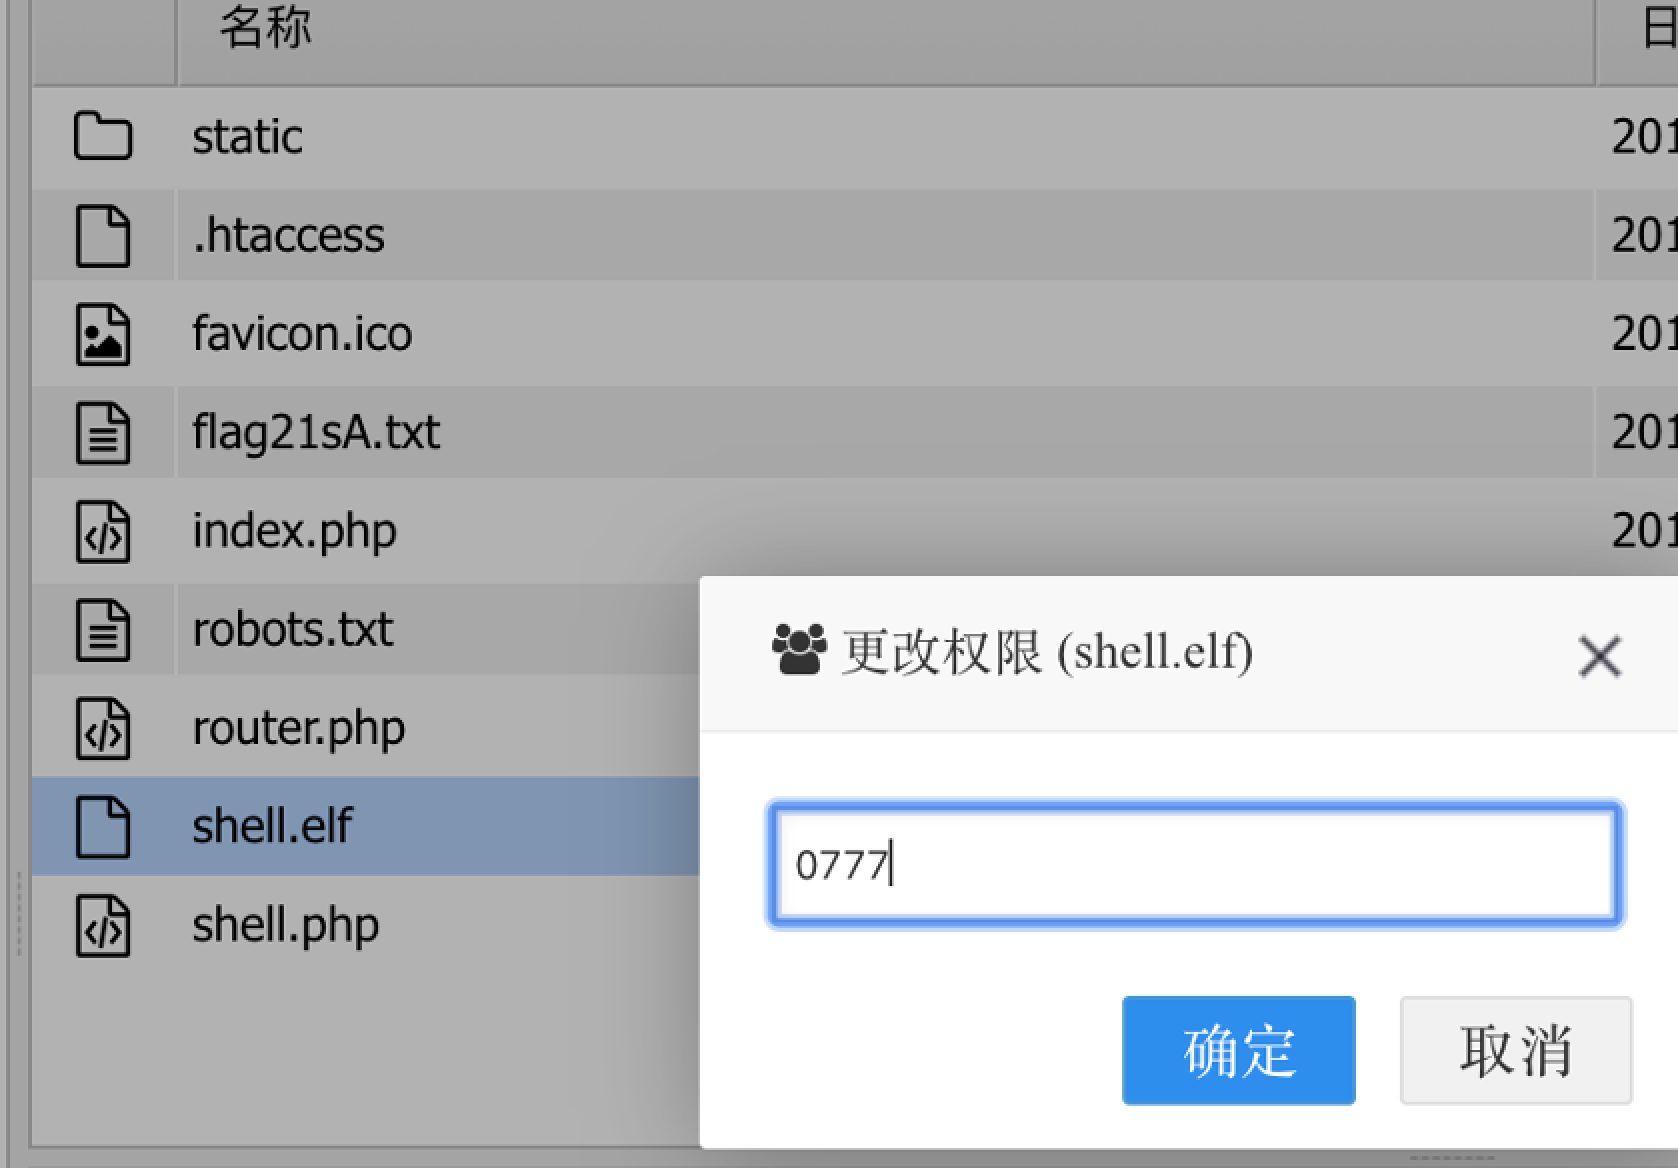 名称
日
static
201
.htaccess
201
favicon.ico
201
flag21sA.txt
201
index.php
201
robots.txt
router.php
shell.elf
shell.php
更改权限 (shell.elf)
0777
确定
取消